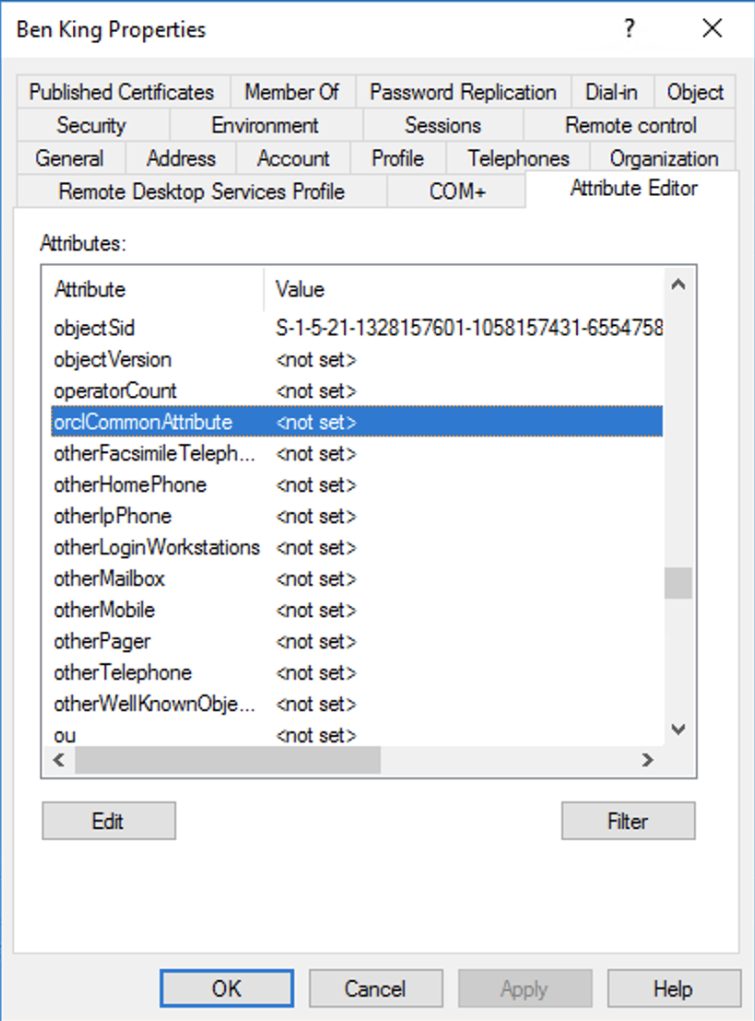 Ben King Properties ?
Published Certificates Member Of Password Replication Dial-in Object
Security Environment Sessions Remote control
General Address Account Profile Telephones Organization
Remote Desktop Services Profile COM+ Attribute Editor
Attributes:
Attribute Value
objectSid S-1-5-21-1328157601-1058157431-6554758
objectVersion <not set>
operatorCount <not set>
orclCommonAttribute <not set>
otherFacsimileTeleph... <not set>
otherHomePhone <not set>
otherIpPhone <not set>
otherLoginWorkstations <not set>
otherMailbox <not set>
otherMobile <not set>
otherPager <not set>
otherTelephone <not set>
otherWellKnownObje... <not set>
ou <not set>
Edit Filter
OK Cancel Apply Help